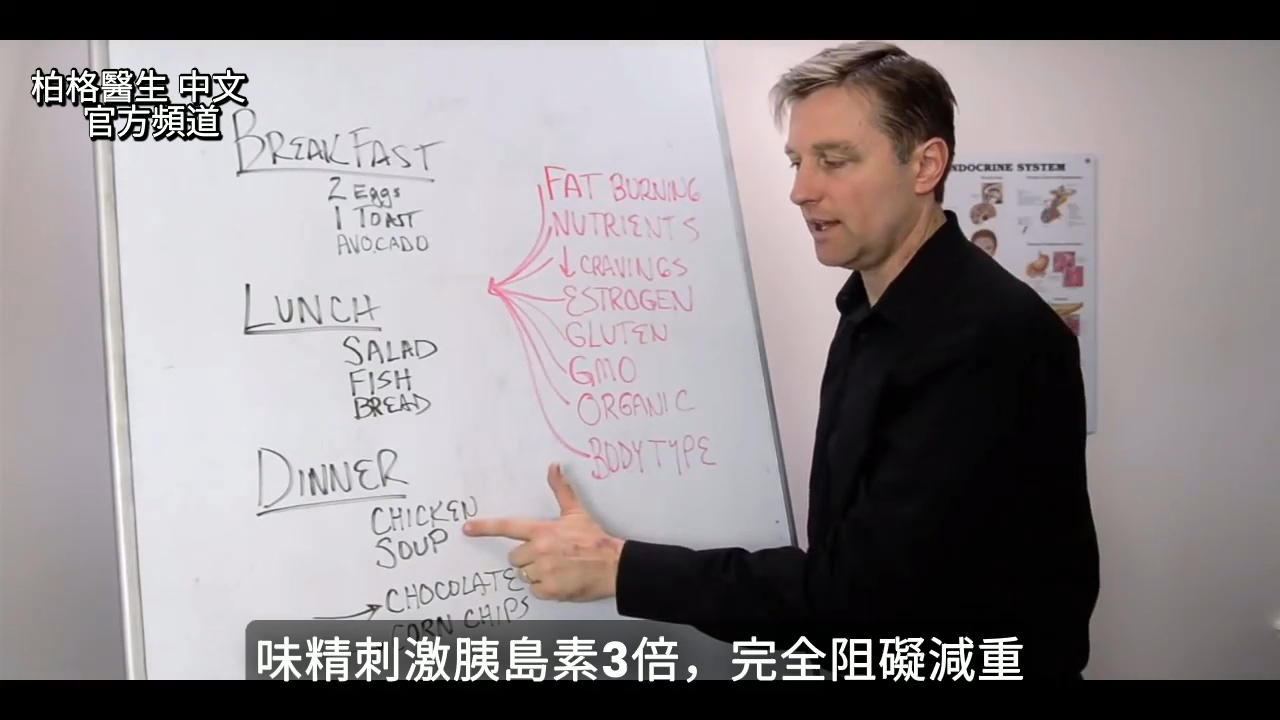 柏格醫生 中文
官方頻道
BREAKFAST
2 Eggs
1 TOAST
AVOCADO
LUNCH
SALAD
FISH
BREAD
DINNER
CHICKEN
SOUP
CHOCOLATE
CORN CHIPS
FAT BURNING
NUTRIENTS
↓ CRAVINGS
ESTROGEN
GLUTEN
GMO
ORGANIC
BODY TYPE
NDOCRINE SYSTEM
味精刺激胰島素3倍，完全阻礙減重